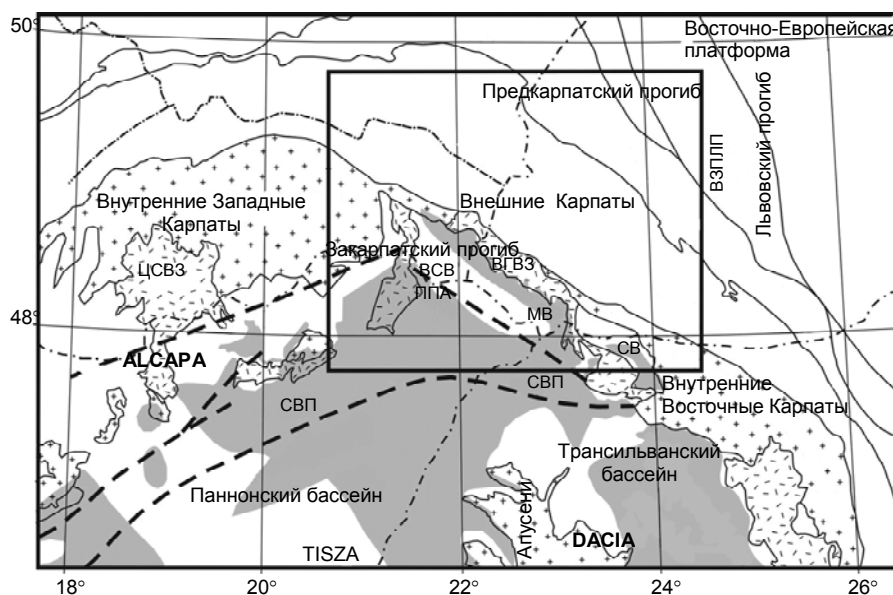 50°
Восточно-Европейская
платформа
Предкарпатский прогиб
ВЗПЛП
Львовский прогиб
Внутренние Западные
Карпаты
Внешние Карпаты
Закарпатский прогиб
ЦСВЗ
ВСВ
ВГВЗ
ППА
МВ
48°
ALCAPA
СВ
СВП
СВП
Внутренние
Восточные Карпаты
Трансильванский
бассейн
Паннонский бассейн
Апусени
TISZA
DACIA
18°
20°
22°
24°
26°